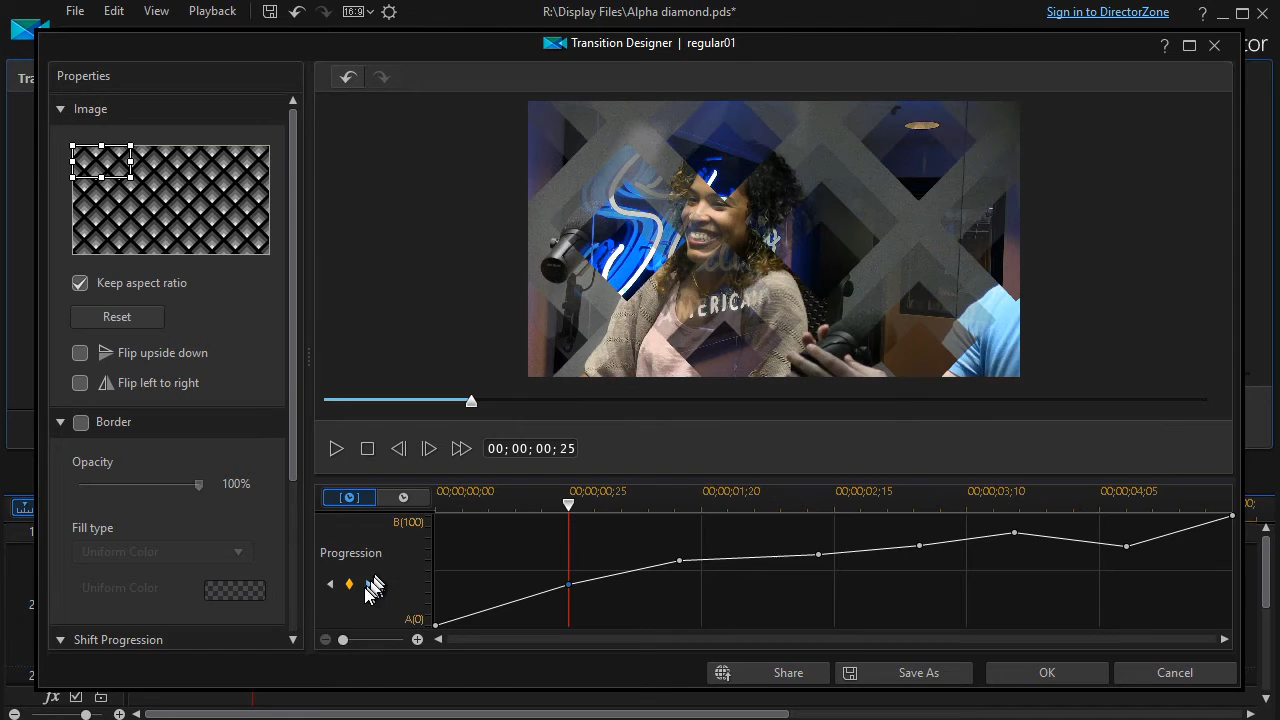 File Edit View Playback 16:9 R:\Display Files\Alpha diamond.pds* Sign in to DirectorZone ?
Transition Designer | regular01 ?
Properties
Image
Keep aspect ratio
Reset
Flip upside down
Flip left to right
Border
Opacity
100%
Fill type
Uniform Color
Uniform Color
Shift Progression
AMERICAN
00; 00; 00; 25
00;00;00;00 00;00;00;25 00;00;01;20 00;00;02;15 00;00;03;10 00;00;04;05
B(100)
Progression
A(0)
Share Save As OK Cancel
fx